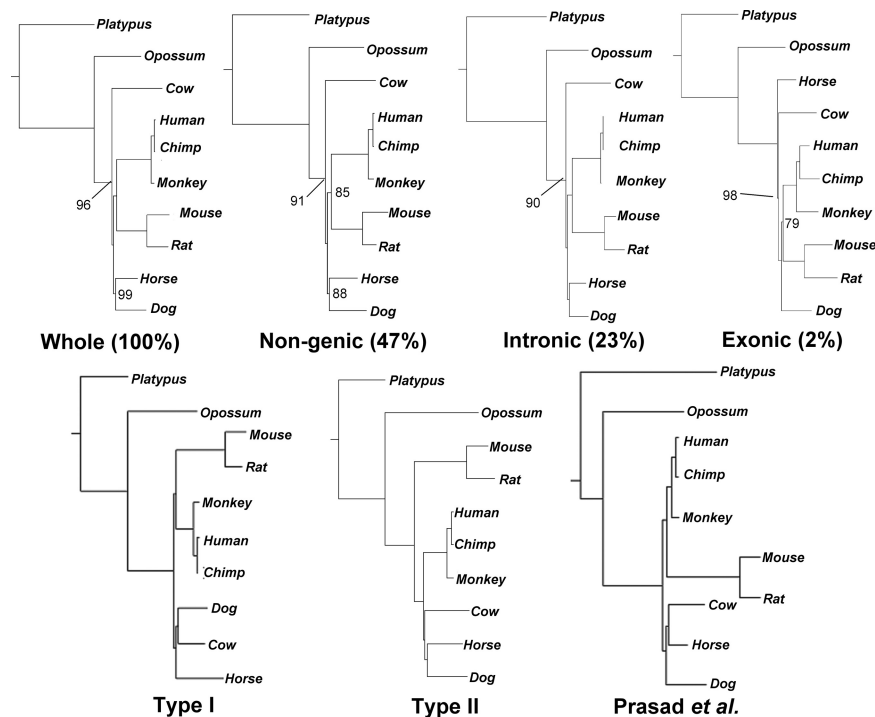 Platypus
Opossum
Cow
Human
Chimp
Monkey
96
Mouse
Rat
Horse
99
Dog
Whole (100%)
Platypus
Opossum
Cow
Human
Chimp
85
Monkey
91
Mouse
Rat
Horse
88
Dog
Non-genic (47%)
Platypus
Opossum
Cow
Human
Chimp
Monkey
90
Mouse
Rat
Horse
Dog
Intronic (23%)
Platypus
Opossum
Horse
Cow
Human
Chimp
98
Monkey
79
Mouse
Rat
Dog
Exonic (2%)
Platypus
Opossum
Mouse
Rat
Monkey
Human
Chimp
Dog
Cow
Horse
Type I
Platypus
Opossum
Mouse
Rat
Human
Chimp
Monkey
Cow
Horse
Dog
Type II
Platypus
Opossum
Human
Chimp
Monkey
Mouse
Rat
Cow
Horse
Dog
Prasad et al.